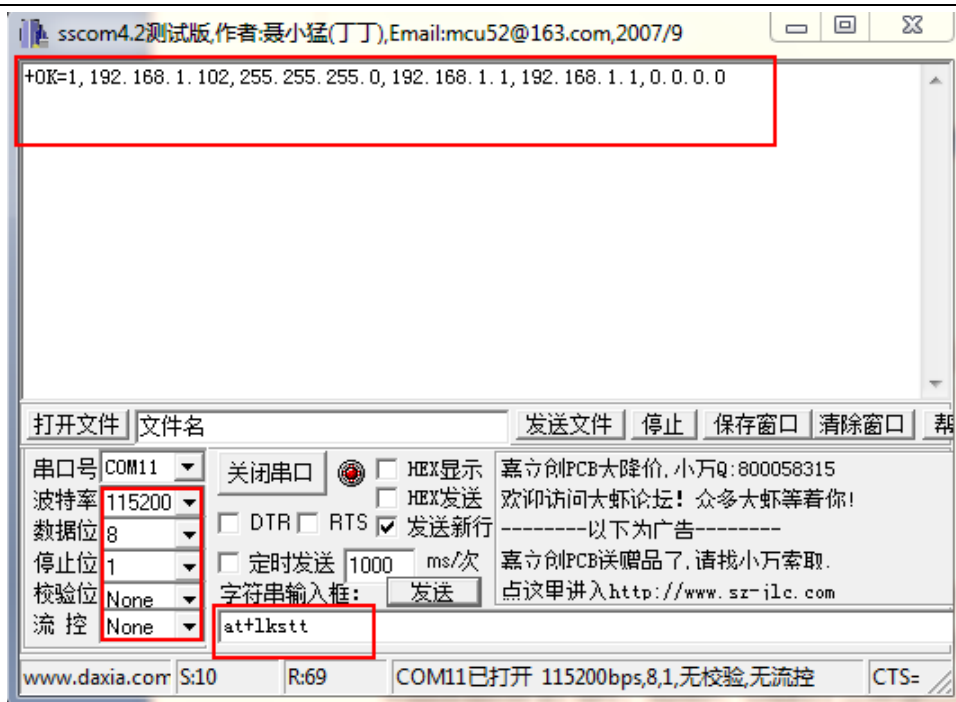 sscom4.2测试版,作者:聂小猛(丁丁),Email:mcu52@163.com,2007/9
+OK=1,192.168.1.102,255.255.255.0,192.168.1.1,192.168.1.1,0.0.0.0
打开文件 文件名 发送文件 停止 保存窗口 清除窗口
串口号 COM11 关闭串口 HEX显示 嘉立创PCB大降价,小万Q:800058315
波特率 115200 HEX发送 欢迎访问大虾论坛！众多大虾等着你!
数据位 8 DTR RTS 发送新行 --------以下为广告--------
停止位 1 定时发送 1000 ms/次 嘉立创PCB送赠品了,请找小万索取.
校验位 None 字符串输入框： 发送 点这里进入http://www.sz-jlc.com
流 控 None at+lkstt
www.daxia.com S:10 R:69 COM11已打开 115200bps,8,1,无校验,无流控 CTS=